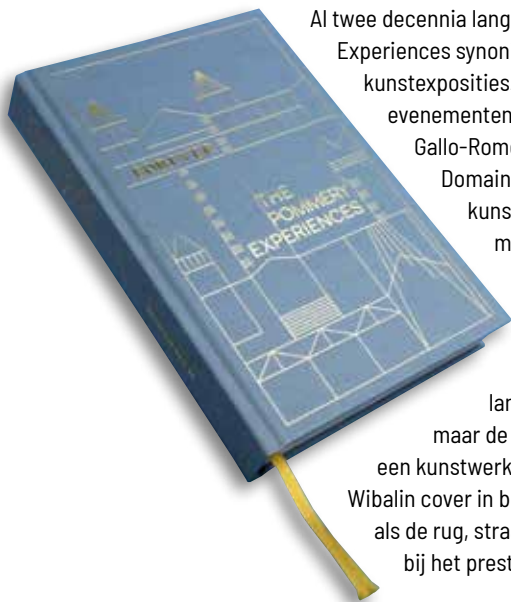 Al twee decennia lang
Experiences synon
kunstexposities
evenementen
Gallo-Rome
Domain
kuns
m
lan
maar de
een kunstwerk
Wibalin cover in b
als de rug, stra
bij het prest
FOREVER
THE
POMMERY
EXPERIENCES